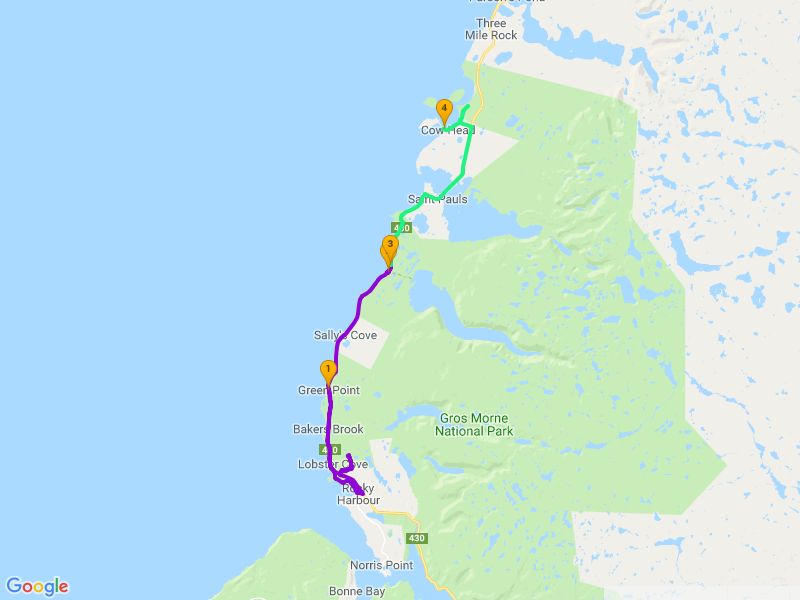 Three
Mile Rock
4
Cow Head
Saint Pauls
430
3
Sally's Cove
1
Green Point
Gros Morne
National Park
Bakers Brook
Lobster Cove
Rocky
Harbour
430
Norris Point
Bonne Bay
Google